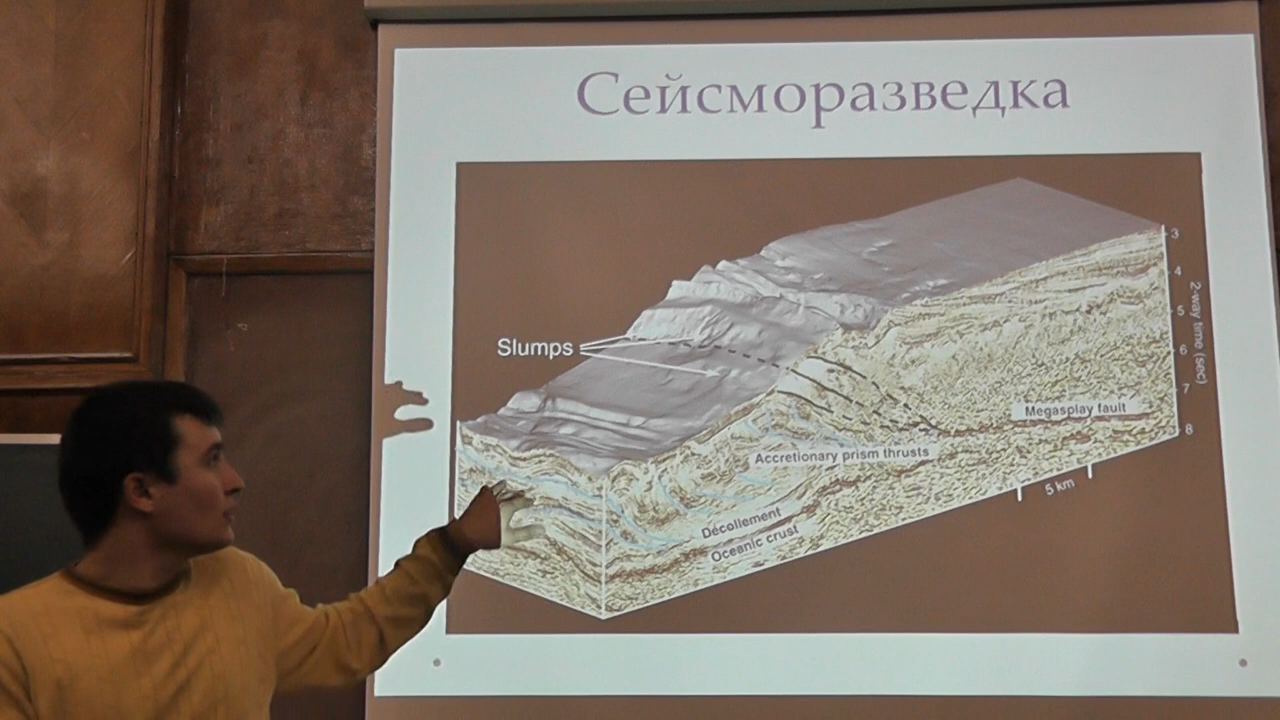 Сейсморазведка
3
4
5
6
7
8
2-way time (sec)
Slumps
Megasplay fault
Accretionary prism thrusts
5 km
Décollement
Oceanic crust